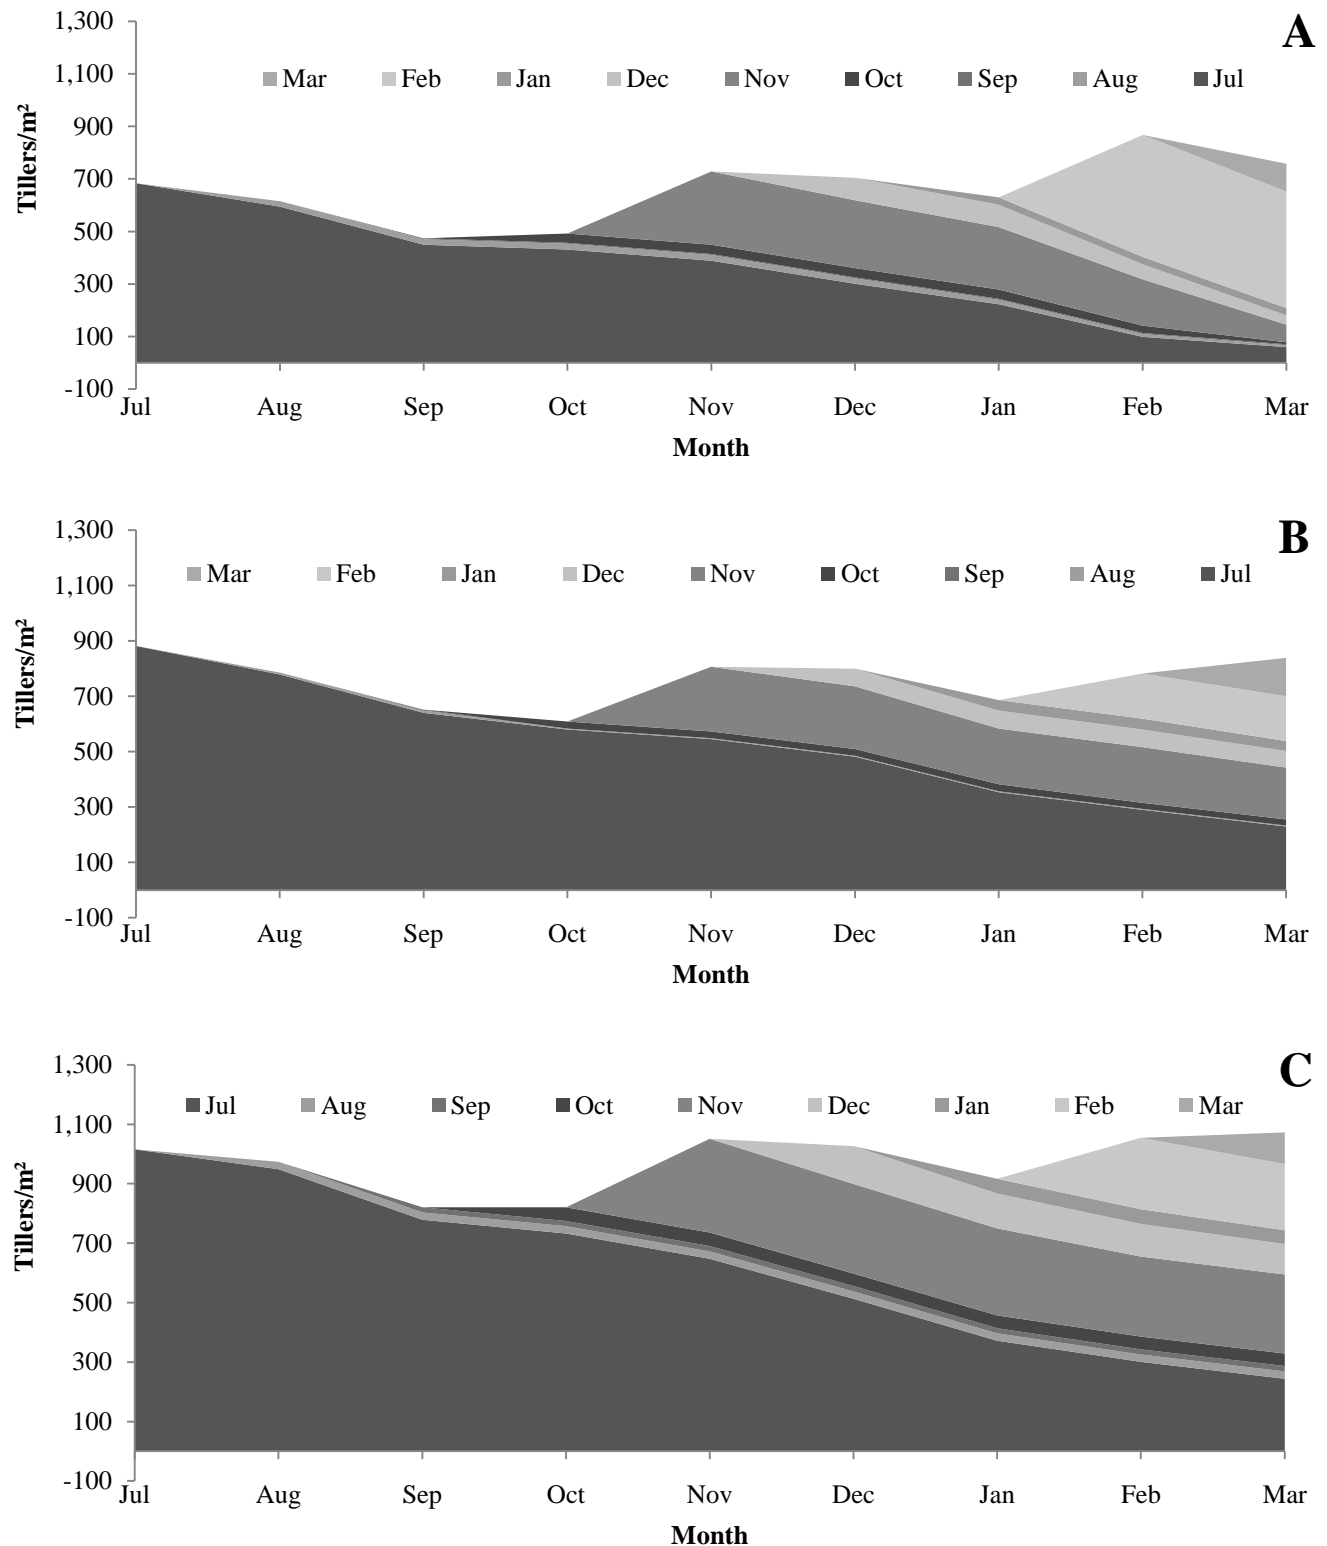 A
1,300
1,100
900
700
500
300
100
-100
Tillers/m²
Mar Feb Jan Dec Nov Oct Sep Aug Jul
Jul Aug Sep Oct Nov Dec Jan Feb Mar
Month
B
1,300
1,100
900
700
500
300
100
-100
Tillers/m²
Mar Feb Jan Dec Nov Oct Sep Aug Jul
Jul Aug Sep Oct Nov Dec Jan Feb Mar
Month
C
1,300
1,100
900
700
500
300
100
-100
Tillers/m²
Jul Aug Sep Oct Nov Dec Jan Feb Mar
Jul Aug Sep Oct Nov Dec Jan Feb Mar
Month